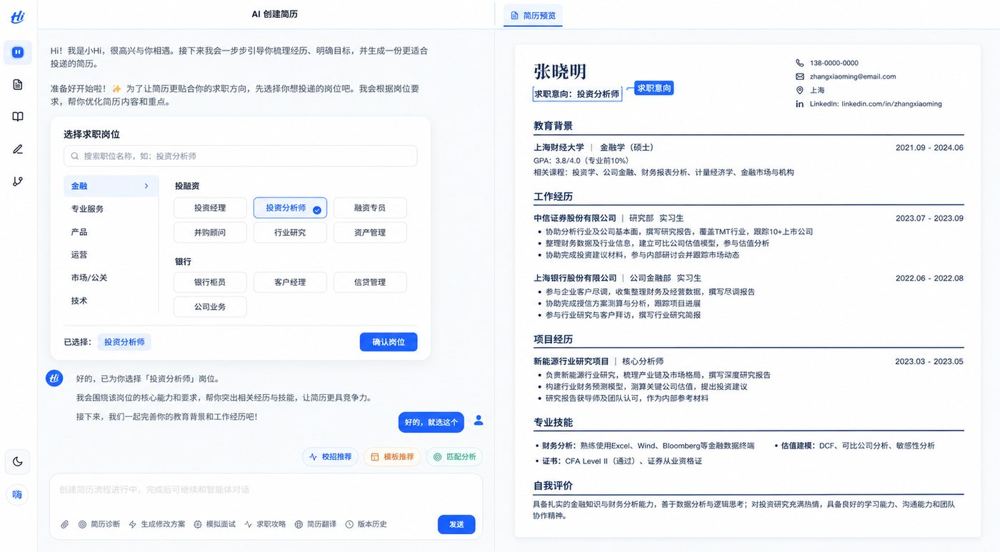 Hi
AI 创建简历
Hi！我是小Hi，很高兴与你相遇。接下来我会一步步引导你梳理经历、明确目标，并生成一份更适合
投递的简历。
准备好开始啦！✨ 为了让简历更贴合你的求职方向，先选择你想投递的岗位吧。我会根据岗位要
求，帮你优化简历内容和重点。
选择求职岗位
搜索职位名称，如：投资分析师
金融
专业服务
产品
运营
市场/公关
技术
投融资
投资经理
投资分析师
融资专员
并购顾问
行业研究
资产管理
银行
银行柜员
客户经理
信贷管理
公司业务
已选择：
投资分析师
确认岗位
Hi
好的，已为你选择「投资分析师」岗位。
我会围绕该岗位的核心能力和要求，帮你突出相关经历与技能，让简历更具竞争力。
接下来，我们一起完善你的教育背景和工作经历吧！
好的，就选这个
校招推荐
模板推荐
匹配分析
创建简历流程进行中，完成后可继续和智能体对话
简历诊断
生成修改方案
模拟面试
求职攻略
简历翻译
版本历史
发送
嗨
简历预览
张晓明
求职意向：投资分析师
求职意向
138-0000-0000
zhangxiaoming@email.com
上海
in LinkedIn: linkedin.com/in/zhangxiaoming
教育背景
上海财经大学 | 金融学（硕士） 2021.09 - 2024.06
GPA：3.8/4.0（专业前10%）
相关课程：投资学、公司金融、财务报表分析、计量经济学、金融市场与机构
工作经历
中信证券股份有限公司 | 研究部 实习生 2023.07 - 2023.09
• 协助分析行业及公司基本面，撰写研究报告，覆盖TMT行业，跟踪10+上市公司
• 整理财务数据及行业信息，建立可比公司估值模型，参与估值分析
• 协助完成投资建议材料，参与内部研讨会并跟踪市场动态
上海银行股份有限公司 | 公司金融部 实习生 2022.06 - 2022.08
• 参与企业客户尽调，收集整理财务及经营数据，撰写尽调报告
• 协助完成授信方案测算与分析，跟踪项目进展
• 参与行业研究与客户拜访，撰写行业研究简报
项目经历
新能源行业研究项目 | 核心分析师 2023.03 - 2023.05
• 负责新能源行业研究，梳理产业链及市场格局，撰写深度研究报告
• 构建行业财务预测模型，测算关键公司估值，提出投资建议
• 研究报告获导师及团队认可，作为内部参考材料
专业技能
• 财务分析：熟练使用Excel、Wind、Bloomberg等金融数据终端 • 估值建模：DCF、可比公司分析、敏感性分析
• 证书：CFA Level II（通过）、证券从业资格证
自我评价
具备扎实的金融知识与财务分析能力，善于数据分析与逻辑思考；对投资研究充满热情，具备良好的学习能力、沟通能力和团队
协作精神。